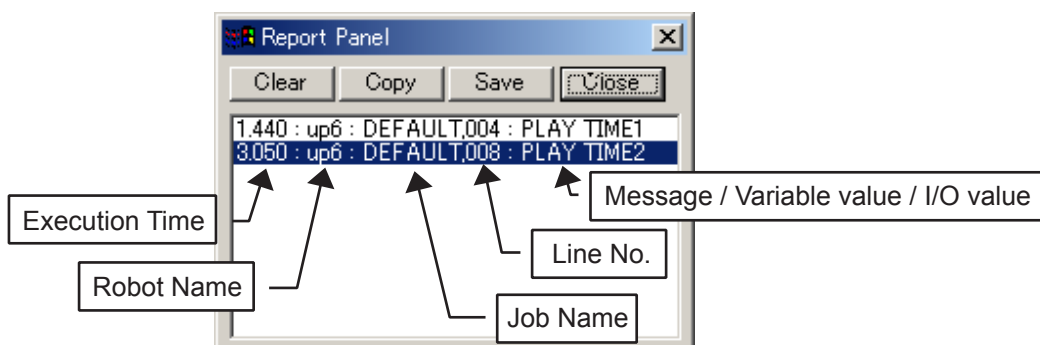 Report Panel
Clear Copy Save Close
1.440 : up6 : DEFAULT,004 : PLAY TIME1
3.050 : up6 : DEFAULT,008 : PLAY TIME2
Message / Variable value / I/O value
Execution Time
Line No.
Robot Name
Job Name